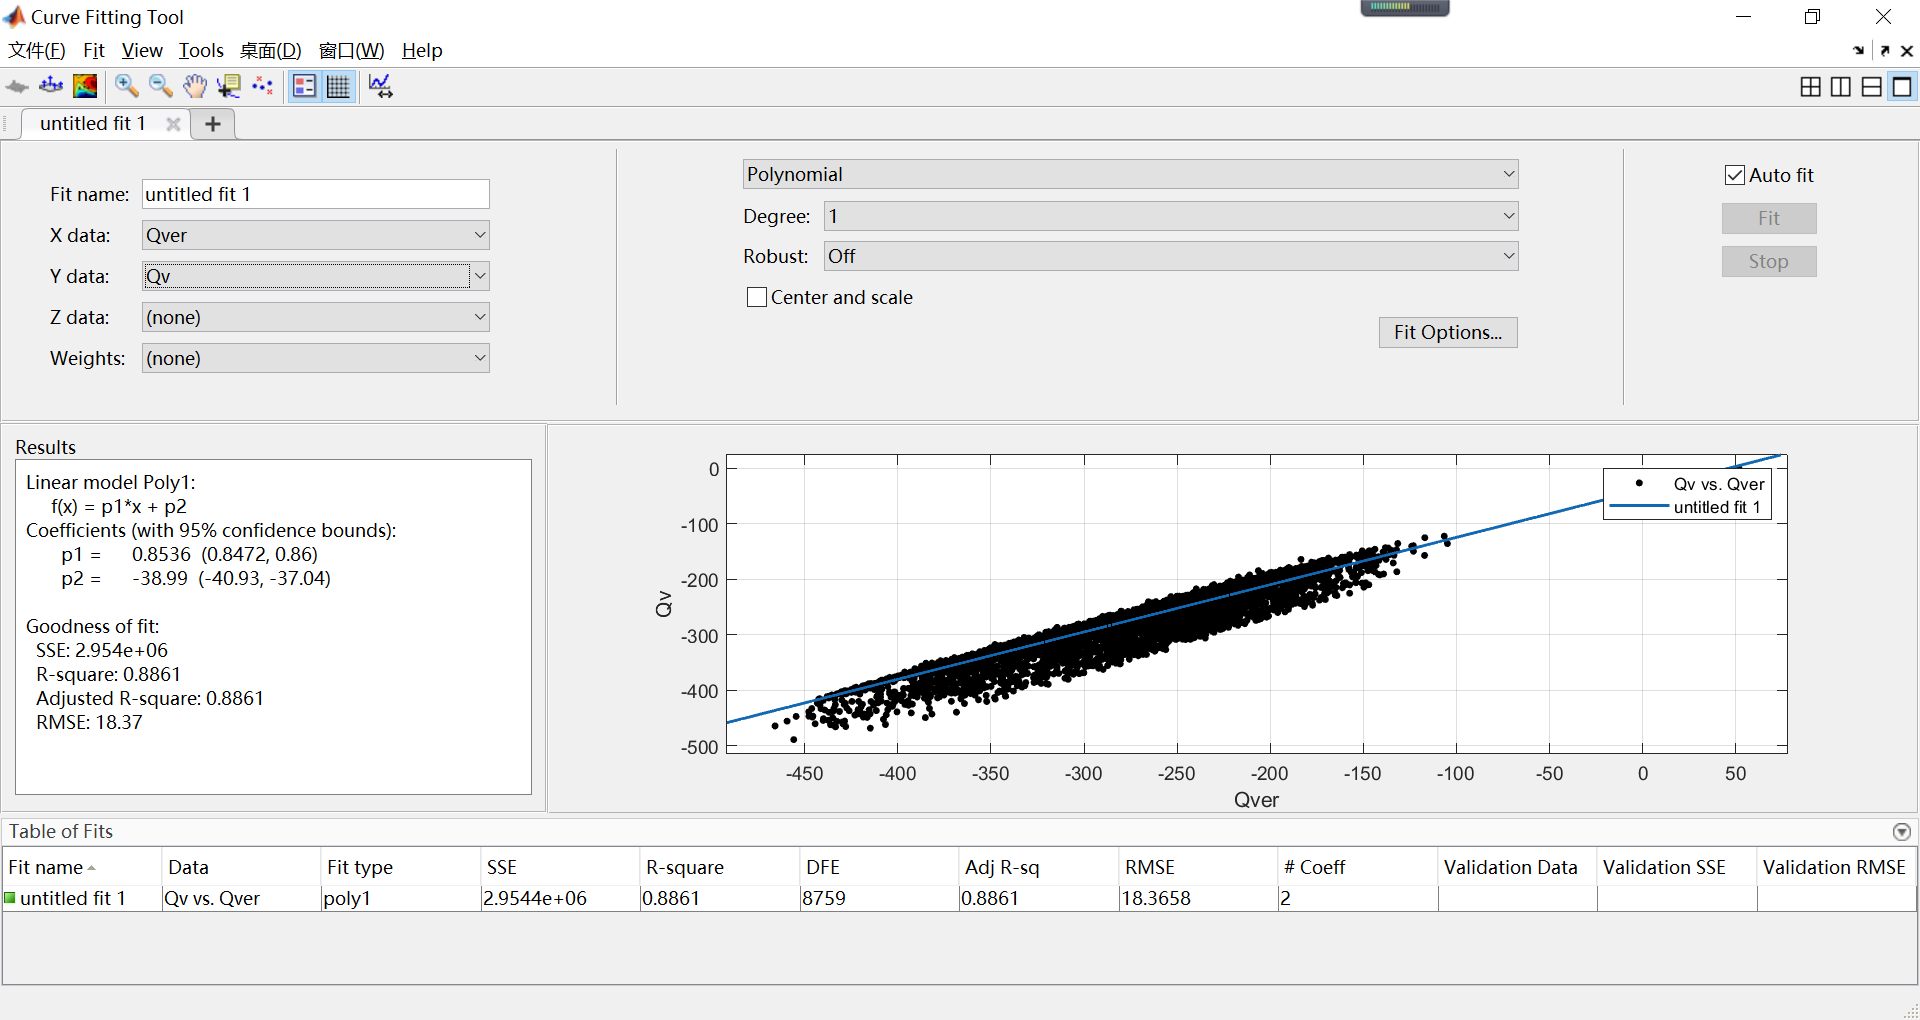 Curve Fitting Tool
文件(F) Fit View Tools 桌面(D) 窗口(W) Help
untitled fit 1
Fit name: untitled fit 1
X data: Qver
Y data: Qv
Z data: (none)
Weights: (none)
Polynomial
Degree: 1
Robust: Off
Center and scale
Fit Options...
Auto fit
Fit
Stop
Results
Linear model Poly1:
f(x) = p1*x + p2
Coefficients (with 95% confidence bounds):
p1 = 0.8536 (0.8472, 0.86)
p2 = -38.99 (-40.93, -37.04)
Goodness of fit:
SSE: 2.954e+06
R-square: 0.8861
Adjusted R-square: 0.8861
RMSE: 18.37
0
-100
-200
-300
-400
-500
Qv
Qv vs. Qver
untitled fit 1
-450 -400 -350 -300 -250 -200 -150 -100 -50 0 50
Qver
Table of Fits
Fit name Data Fit type SSE R-square DFE Adj R-sq RMSE # Coeff Validation Data Validation SSE Validation RMSE
untitled fit 1 Qv vs. Qver poly1 2.9544e+06 0.8861 8759 0.8861 18.3658 2